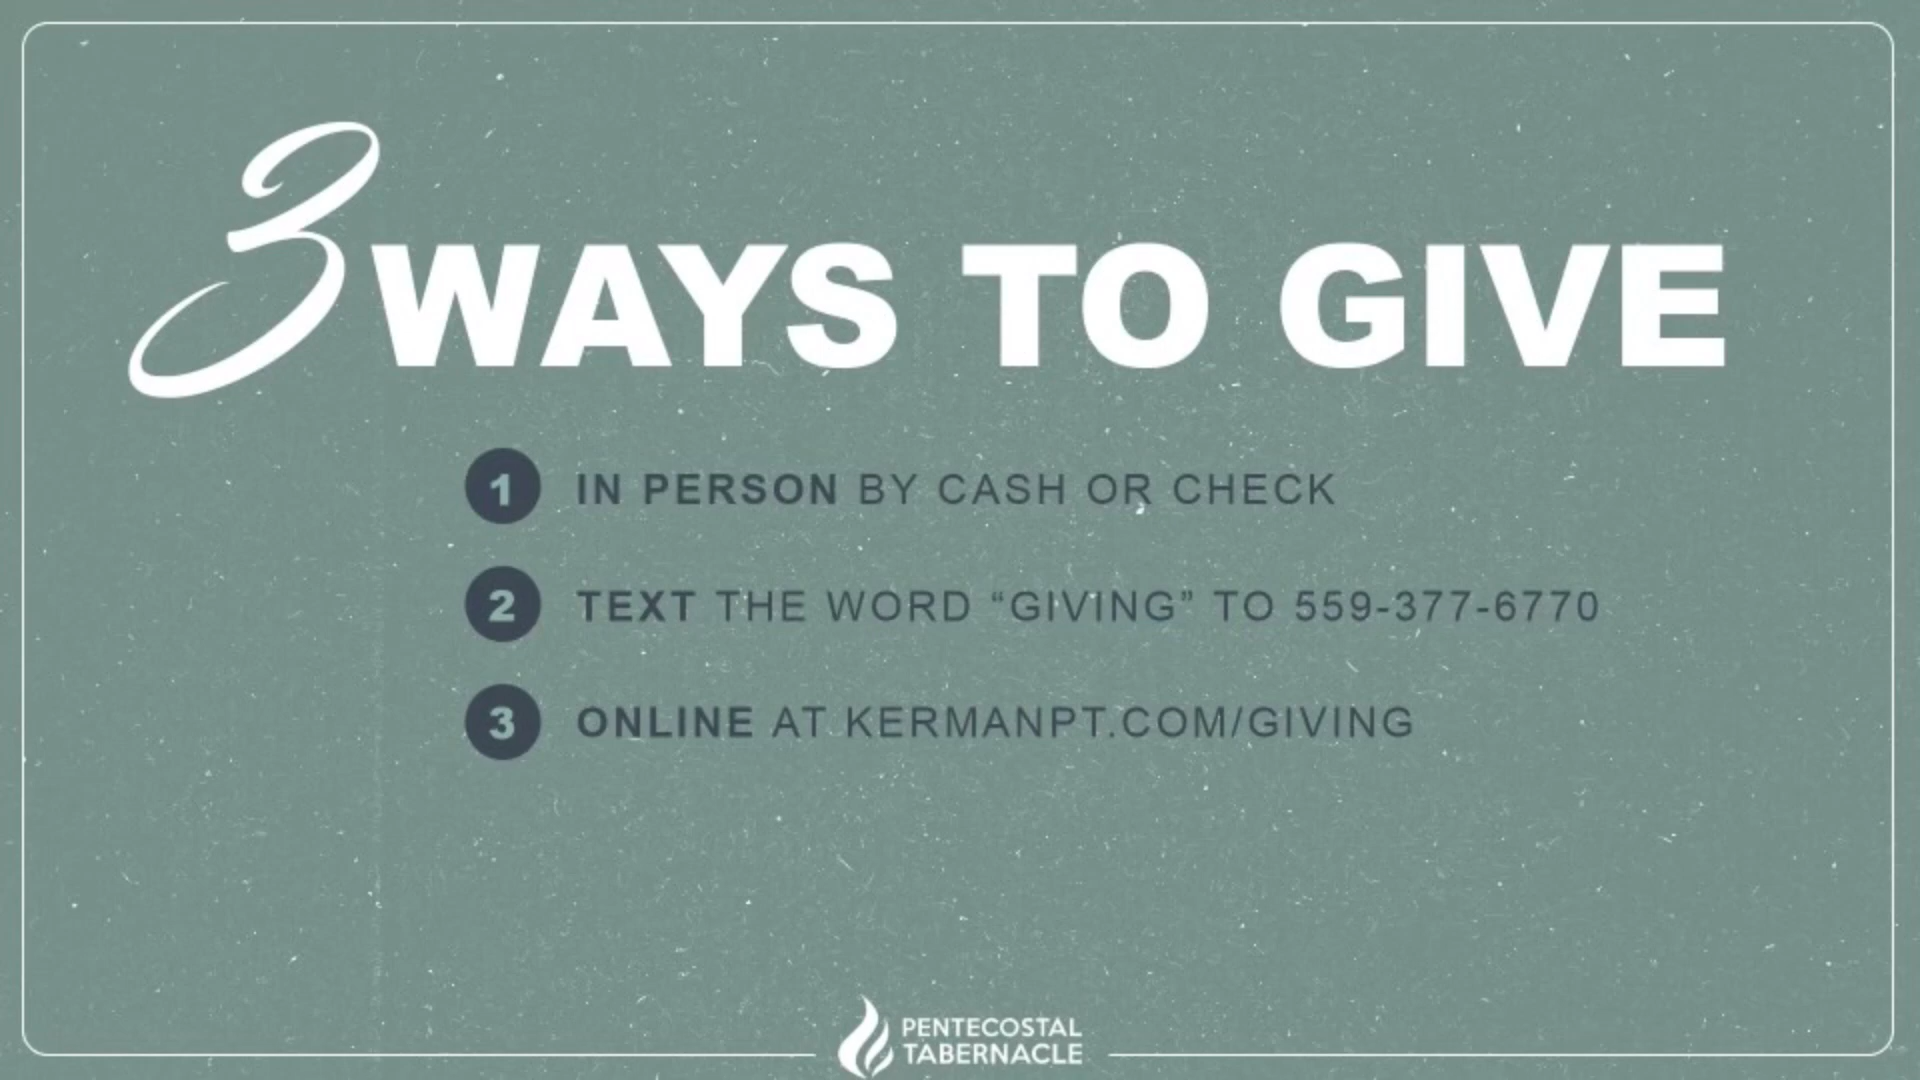 3 WAYS TO GIVE
1 IN PERSON BY CASH OR CHECK
2 TEXT THE WORD “GIVING” TO 559-377-6770
3 ONLINE AT KERMANPT.COM/GIVING
PENTECOSTAL
TABERNACLE